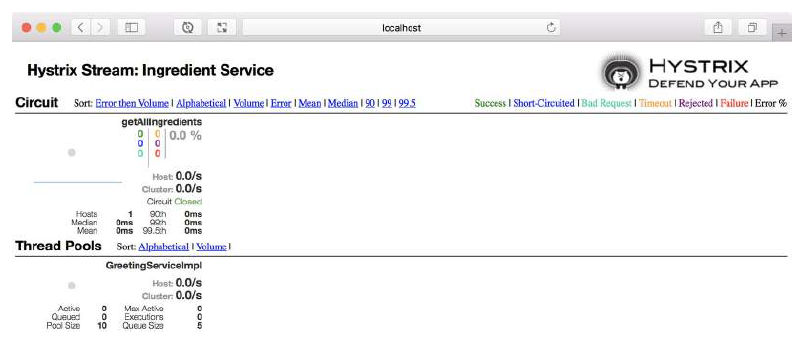 localhost
Hystrix Stream: Ingredient Service
HYSTRIX
DEFEND YOUR APP
Circuit Sort: Error then Volume | Alphabetical | Volume | Error | Mean | Median | 90 | 99 | 99.5
Success | Short-Circuited | Bad Request | Timeout | Rejected | Failure | Error %
getAllIngredients
0 0 0.0 %
0 0
0 0
Host: 0.0/s
Cluster: 0.0/s
Circuit Closed
Hosts 1 90th 0ms
Median 0ms 99th 0ms
Mean 0ms 99.5th 0ms
Thread Pools Sort: Alphabetical | Volume |
GreetingServiceImpl
Host: 0.0/s
Cluster: 0.0/s
Active 0 Max Active 0
Queued 0 Executions 0
Pool Size 10 Queue Size 5